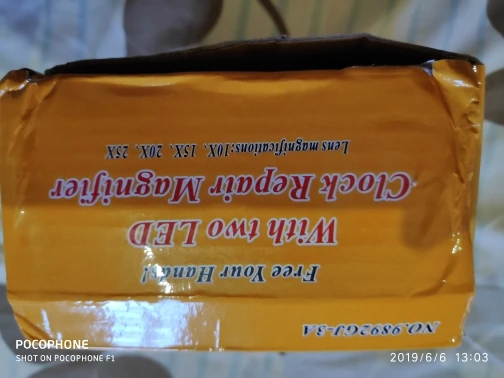 NO.9892GJ-3A
Free Your Hands!
With two LED
Clock Repair Magnifier
Lens magnifications:10X、15X、20X、25X
POCOPHONE
SHOT ON POCOPHONE F1
2019/6/6 13:03